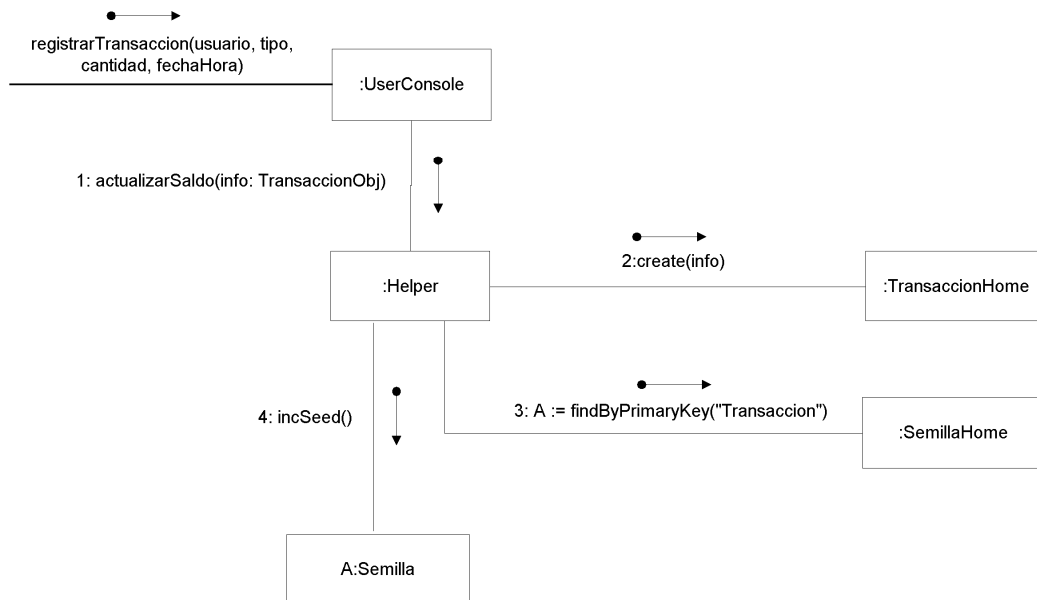 registrarTransaccion(usuario, tipo,
cantidad, fechaHora)
:UserConsole
1: actualizarSaldo(info: TransaccionObj)
2:create(info)
:Helper
:TransaccionHome
4: incSeed()
3: A := findByPrimaryKey("Transaccion")
:SemillaHome
A:Semilla